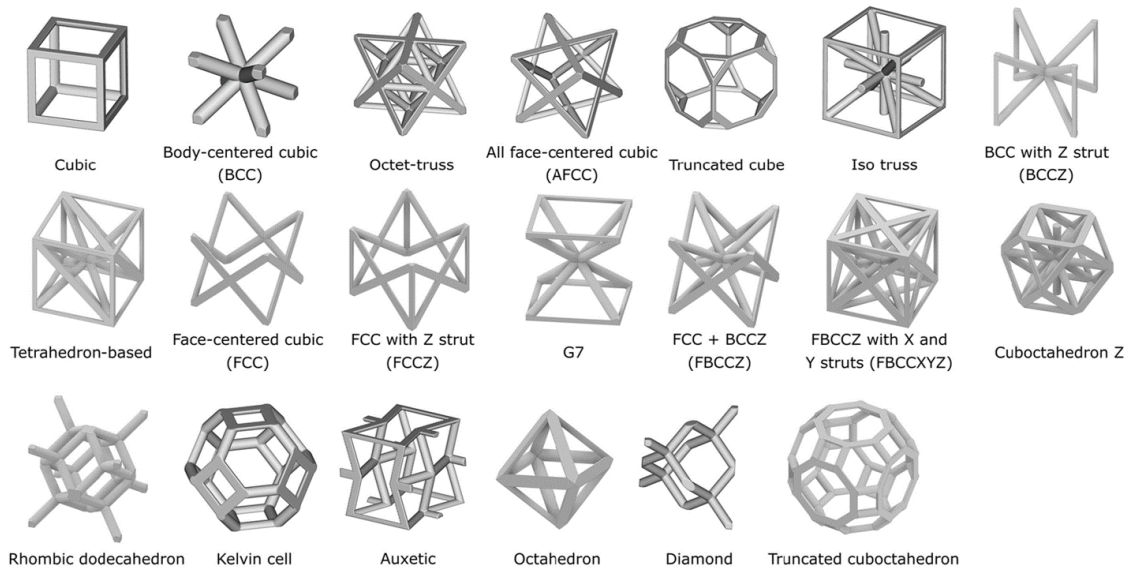 Cubic
Body-centered cubic
(BCC)
Octet-truss
All face-centered cubic
(AFCC)
Truncated cube
Iso truss
BCC with Z strut
(BCCZ)
Tetrahedron-based
Face-centered cubic
(FCC)
FCC with Z strut
(FCCZ)
G7
FCC + BCCZ
(FBCCZ)
FBCCZ with X and
Y struts (FBCCXYZ)
Cuboctahedron Z
Rhombic dodecahedron
Kelvin cell
Auxetic
Octahedron
Diamond
Truncated cuboctahedron